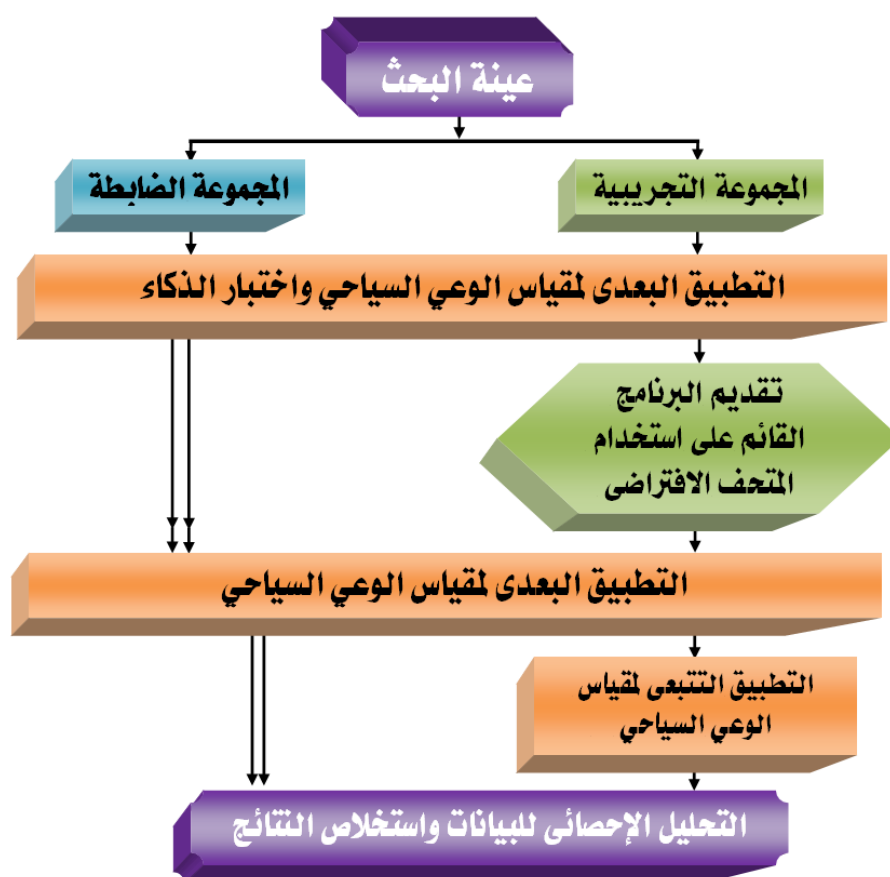 عينة البحث
المجموعة التجريبية
المجموعة الضابطة
التطبيق البعدى لمقياس الوعي السياحي واختبار الذكاء
تقديم البرنامج
القائم على استخدام
المتحف الافتراضى
التطبيق البعدى لمقياس الوعي السياحي
التطبيق التتبعى لمقياس
الوعي السياحي
التحليل الإحصائى للبيانات واستخلاص النتائج